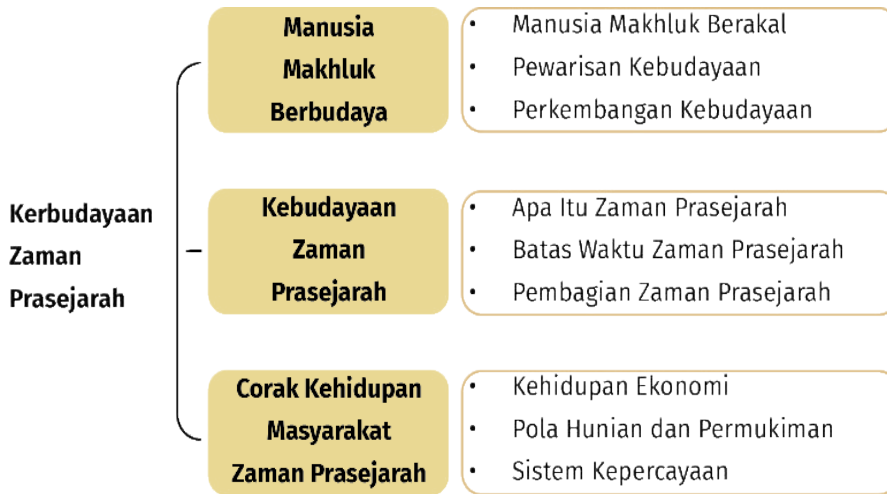 Kerbudayaan
Zaman
Prasejarah
Manusia
Makhluk
Berbudaya
• Manusia Makhluk Berakal
• Pewarisan Kebudayaan
• Perkembangan Kebudayaan
Kebudayaan
Zaman
Prasejarah
• Apa Itu Zaman Prasejarah
• Batas Waktu Zaman Prasejarah
• Pembagian Zaman Prasejarah
Corak Kehidupan
Masyarakat
Zaman Prasejarah
• Kehidupan Ekonomi
• Pola Hunian dan Permukiman
• Sistem Kepercayaan